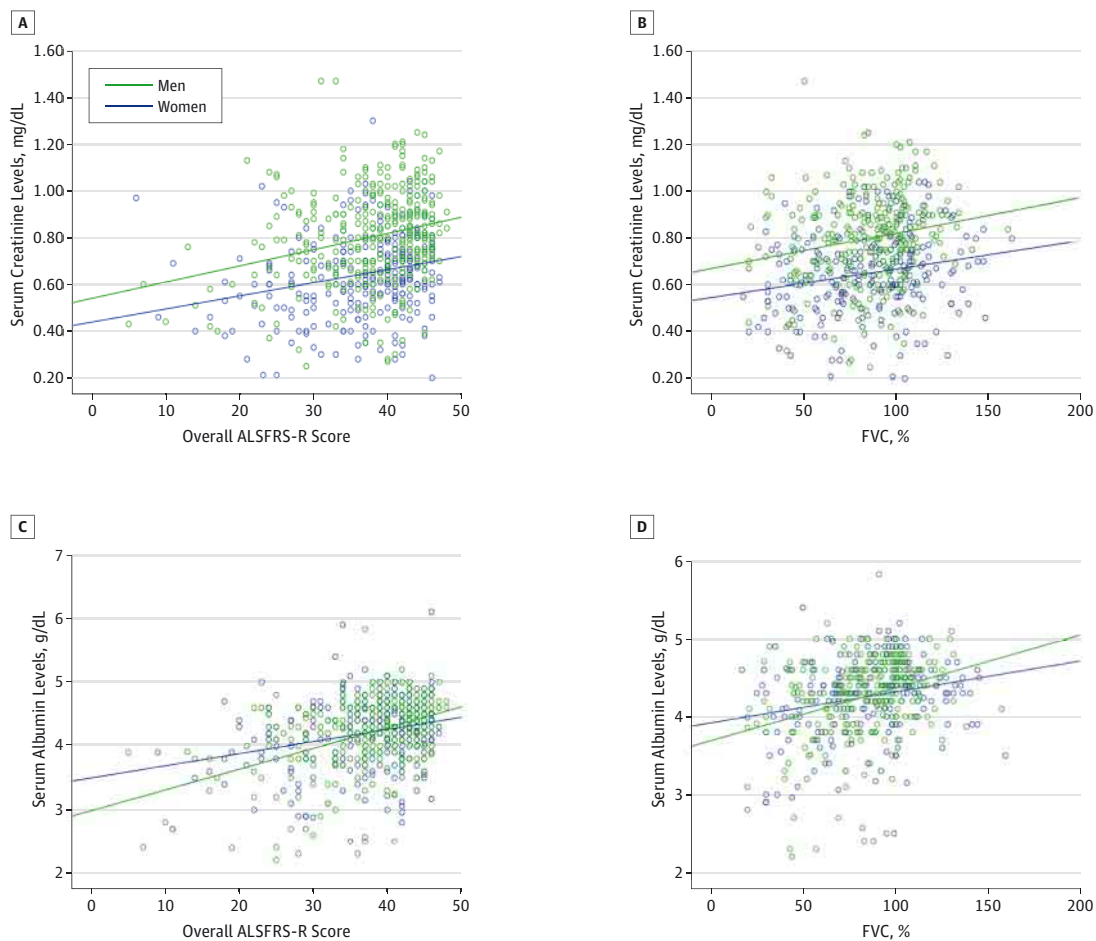 A
Serum Creatinine Levels, mg/dL
1.60
1.40
1.20
1.00
0.80
0.60
0.40
0.20
Men
Women
0 10 20 30 40 50
Overall ALSFRS-R Score
B
Serum Creatinine Levels, mg/dL
1.60
1.40
1.20
1.00
0.80
0.60
0.40
0.20
0 50 100 150 200
FVC, %
C
Serum Albumin Levels, g/dL
7
6
5
4
3
2
0 10 20 30 40 50
Overall ALSFRS-R Score
D
Serum Albumin Levels, g/dL
6
5
4
3
2
0 50 100 150 200
FVC, %